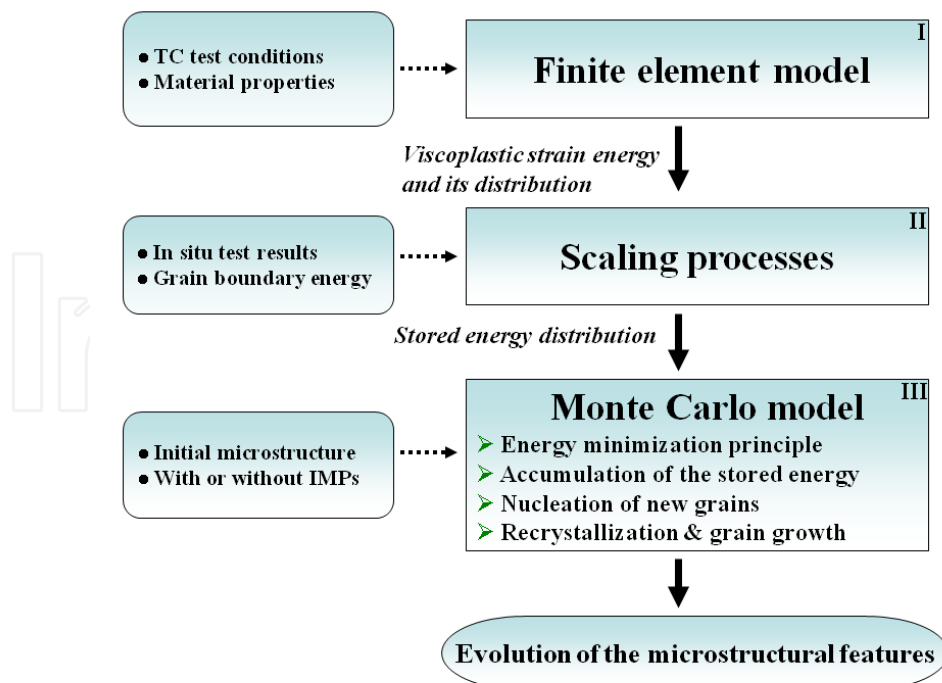 I
● TC test conditions
● Material properties
Finite element model
Viscoplastic strain energy
and its distribution
II
● In situ test results
● Grain boundary energy
Scaling processes
Stored energy distribution
III
Monte Carlo model
➢ Energy minimization principle
➢ Accumulation of the stored energy
➢ Nucleation of new grains
➢ Recrystallization & grain growth
● Initial microstructure
● With or without IMPs
Evolution of the microstructural features